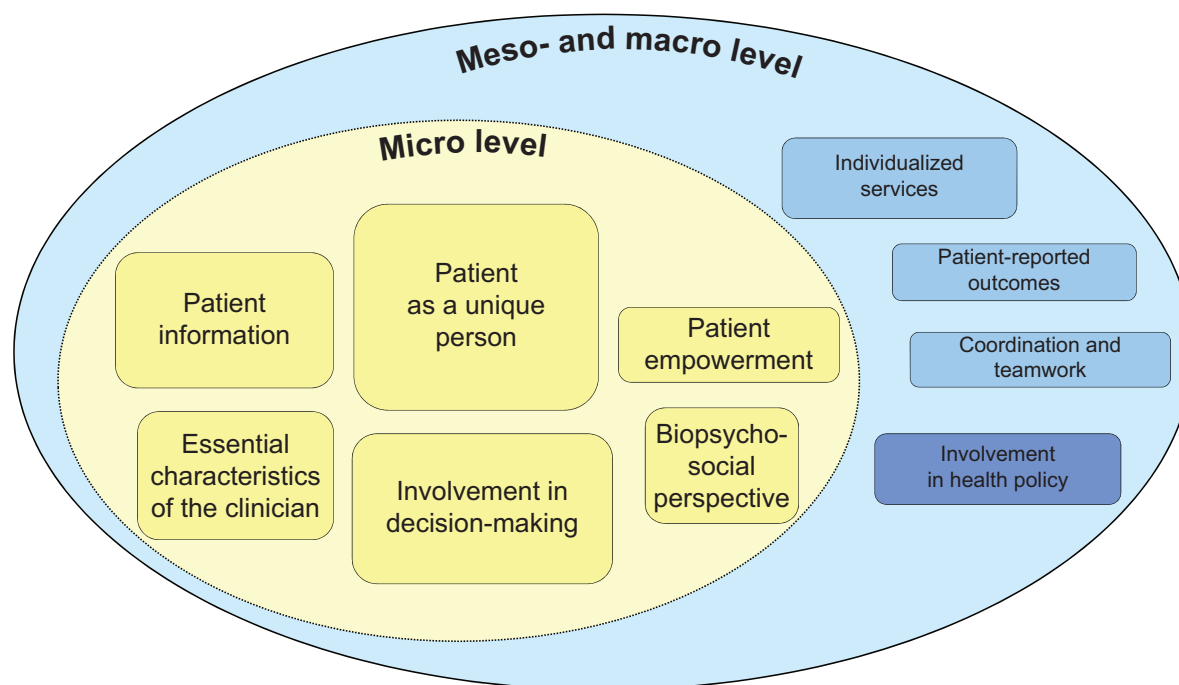 Meso- and macro level
Micro level
Individualized
services
Patient
as a unique
person
Patient
information
Patient-reported
outcomes
Patient
empowerment
Coordination and
teamwork
Essential
characteristics
of the clinician
Involvement in
decision-making
Biopsycho-
social
perspective
Involvement
in health policy